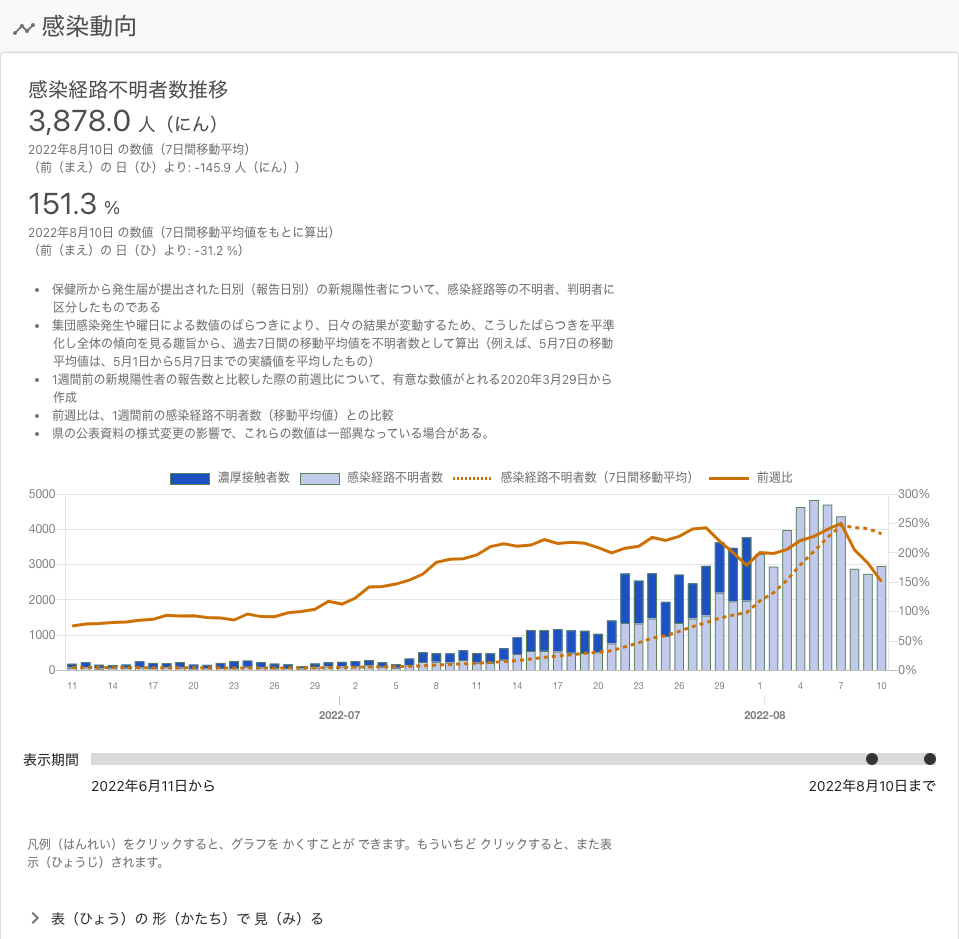 感染動向
感染経路不明者数推移
3,878.0 人（にん）
2022年8月10日 の数値（7日間移動平均）
（前（まえ）の 日（ひ）より: -145.9 人（にん））
151.3 %
2022年8月10日 の数値（7日間移動平均値をもとに算出）
（前（まえ）の 日（ひ）より: -31.2 %）
• 保健所から発生届が提出された日別（報告日別）の新規陽性者について、感染経路等の不明者、判明者に
区分したものである
• 集団感染発生や曜日による数値のばらつきにより、日々の結果が変動するため、こうしたばらつきを平準
化し全体の傾向を見る趣旨から、過去7日間の移動平均値を不明者数として算出（例えば、5月7日の移動
平均値は、5月1日から5月7日までの実績値を平均したもの）
• 1週間前の新規陽性者の報告数と比較した際の前週比について、有意な数値がとれる2020年3月29日から
作成
• 前週比は、1週間前の感染経路不明者数（移動平均値）との比較
• 県の公表資料の様式変更の影響で、これらの数値は一部異なっている場合がある。
濃厚接触者数 感染経路不明者数 感染経路不明者数（7日間移動平均） 前週比
5000 300%
250%
4000
200%
3000
150%
2000
100%
1000
50%
0 0%
11 14 17 20 23 26 29 2 5 8 11 14 17 20 23 26 29 1 4 7 10
2022-07 2022-08
表示期間
2022年6月11日から 2022年8月10日まで
凡例（はんれい）をクリックすると、グラフを かくすことが できます。もういちど クリックすると、また表
示（ひょうじ）されます。
表（ひょう）の 形（かたち）で 見（み）る